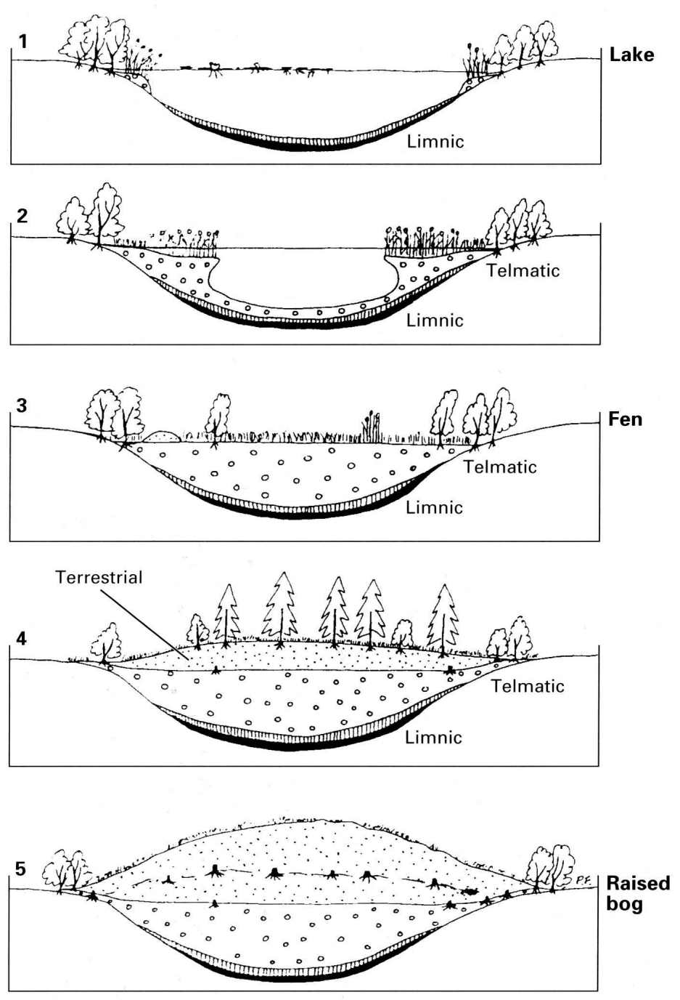 1
Lake
Limnic
2
Telmatic
Limnic
3
Fen
Telmatic
Limnic
Terrestrial
4
Telmatic
Limnic
5
P.F.
Raised
bog